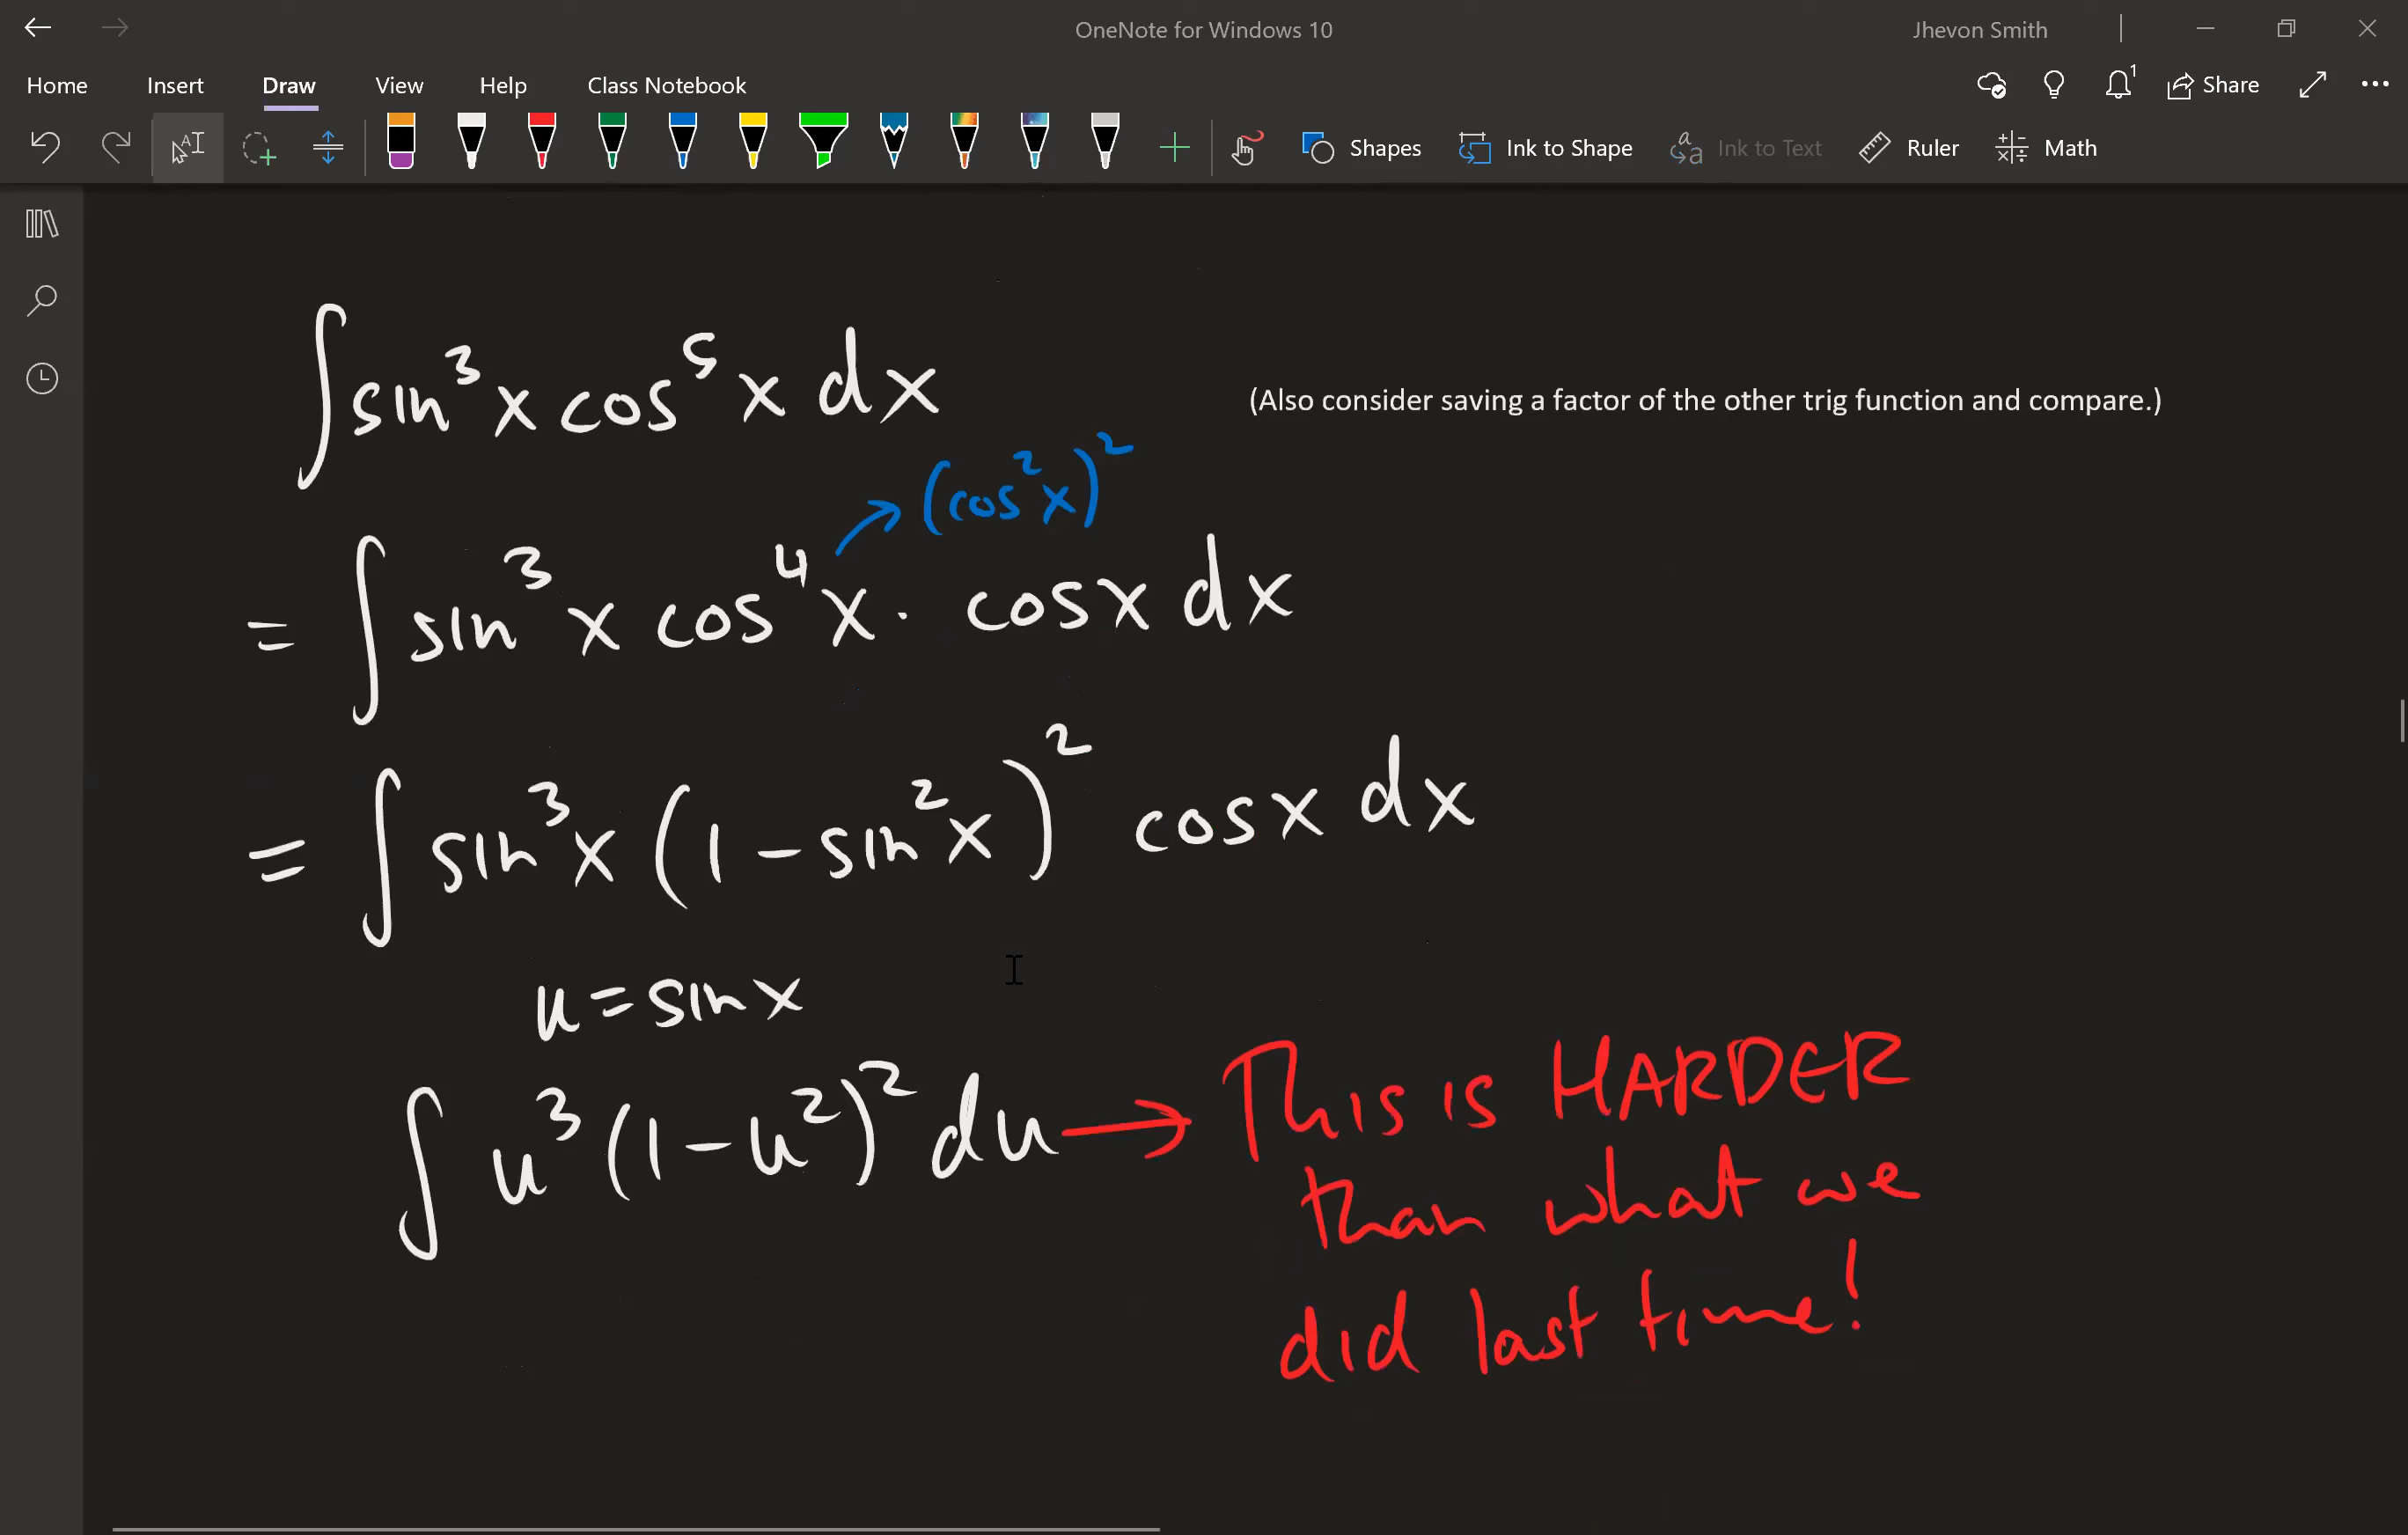 OneNote for Windows 10
Jhevon Smith
Home Insert Draw View Help Class Notebook
1 Share
Shapes Ink to Shape Ink to Text Ruler Math
∫sin³x cos⁵x dx
(Also consider saving a factor of the other trig function and compare.)
(cos²x)²
= ∫ sin³x cos⁴x · cosx dx
= ∫ sin³x (1 - sin²x)² cosx dx
u = sinx
∫ u³(1 - u²)² du → This is HARDER
than what we
did last time!